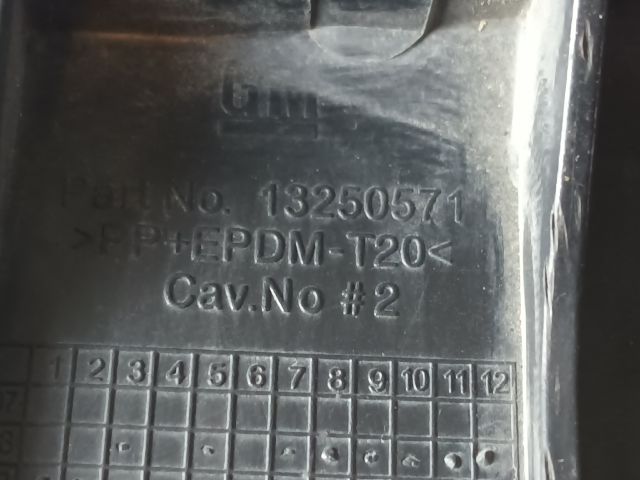 GM
Part No. 13250571
>PP+EPDM-T20<
Cav.No #2
1 2 3 4 5 6 7 8 9 10 11 12